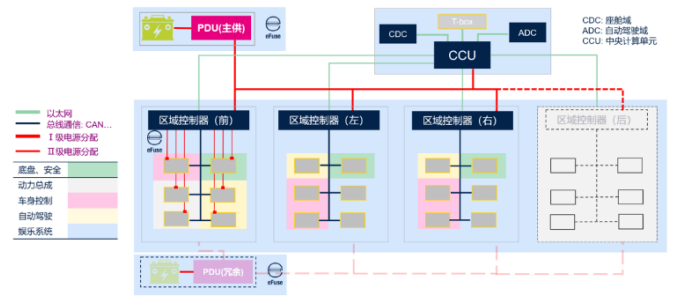 PDU(主供)
eFuse
T-box
CDC
ADC
CCU
CDC: 座舱域
ADC: 自动驾驶域
CCU: 中央计算单元
以太网
总线通信: CAN…
Ⅰ级电源分配
Ⅱ级电源分配
底盘、安全
动力总成
车身控制
自动驾驶
娱乐系统
区域控制器（前）
eFuse
区域控制器（左）
区域控制器（右）
区域控制器（后）
PDU(冗余)
eFuse